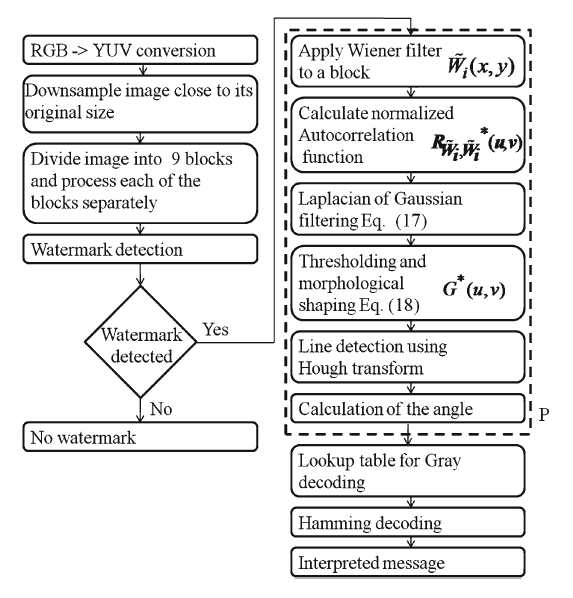 RGB -> YUV conversion
Downsample image close to its
original size
Divide image into 9 blocks
and process each of the
blocks separately
Watermark detection
Watermark
detected
Yes
No
No watermark
Apply Wiener filter
to a block W̃i(x, y)
Calculate normalized
Autocorrelation
function R W̃i,W̃i*(u,v)
Laplacian of Gaussian
filtering Eq. (17)
Thresholding and
morphological
shaping Eq. (18) G*(u,v)
Line detection using
Hough transform
Calculation of the angle
P
Lookup table for Gray
decoding
Hamming decoding
Interpreted message